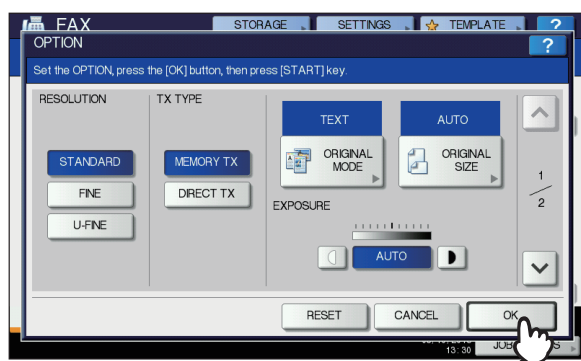 FAX
STORAGE
SETTINGS
TEMPLATE
?
OPTION
?
Set the OPTION, press the [OK] button, then press [START] key.
RESOLUTION
TX TYPE
TEXT
AUTO
STANDARD
MEMORY TX
ORIGINAL
MODE
ORIGINAL
SIZE
FINE
DIRECT TX
U-FINE
EXPOSURE
AUTO
1
2
RESET
CANCEL
OK
13:30